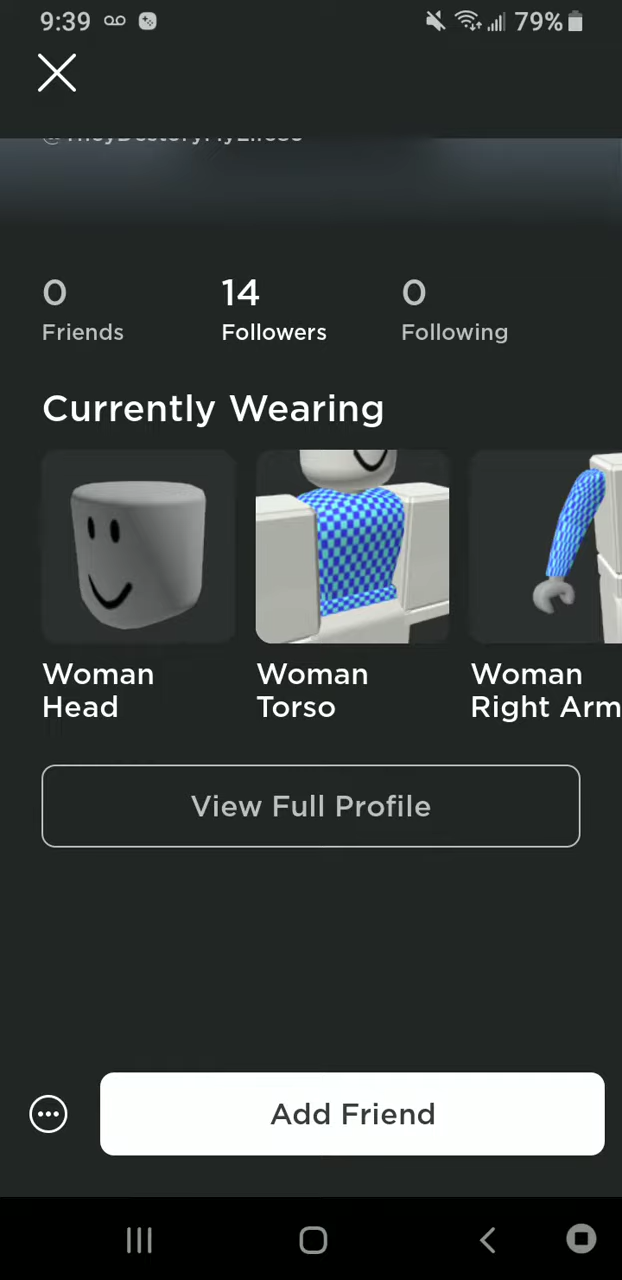 9:39 79%
0 14 0
Friends Followers Following
Currently Wearing
Woman Woman Woman
Head Torso Right Arm
View Full Profile
Add Friend